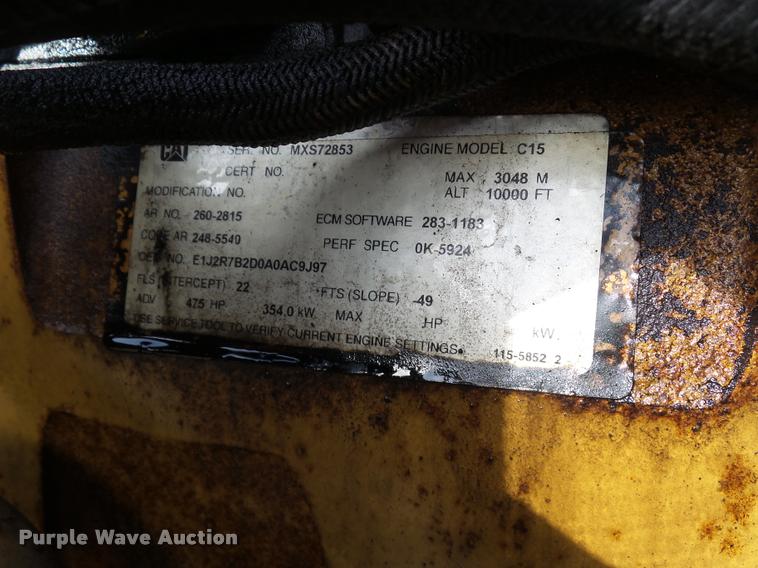 CAT SER. NO. MXS72853 ENGINE MODEL C15
CERT NO. MAX 3048 M
MODIFICATION NO. ALT 10000 FT
AR NO. 260-2815 ECM SOFTWARE 283-1183
CODE AR 248-5540 PERF SPEC 0K-5924
NO. E1J2R7B2D0A0AC9J97
FLS (INTERCEPT) 22 FTS (SLOPE) -49
ADV 475 HP 354.0 kW MAX HP kW
USE SERVICE TOOL TO VERIFY CURRENT ENGINE SETTINGS. 115-5852 2
Purple Wave Auction